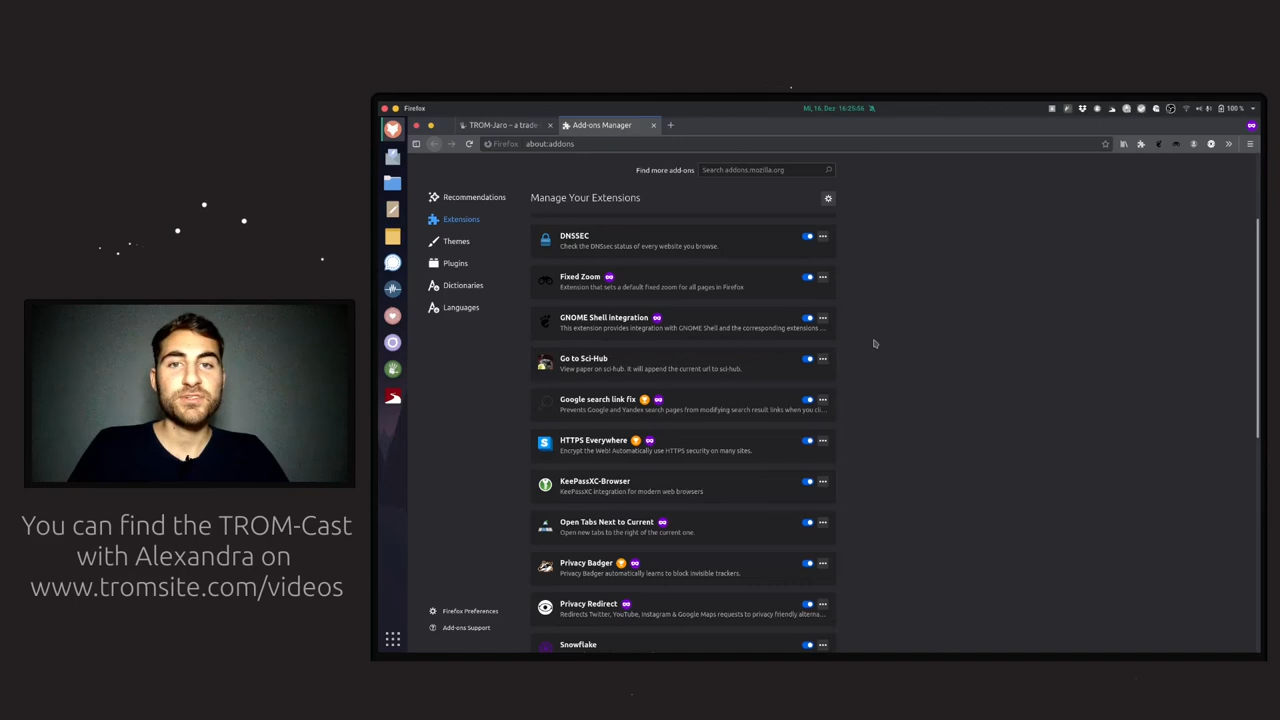 Firefox
Mi, 16. Dez 16:25:56
100 %
TROM-Jaro – a trade
Add-ons Manager
Firefox
about:addons
Find more add-ons
Search addons.mozilla.org
Recommendations
Extensions
Themes
Plugins
Dictionaries
Languages
Firefox Preferences
Add-ons Support
Manage Your Extensions
DNSSEC
Check the DNSsec status of every website you browse.
Fixed Zoom
Extension that sets a default fixed zoom for all pages in Firefox
GNOME Shell integration
This extension provides integration with GNOME Shell and the corresponding extensions ...
Go to Sci-Hub
View paper on sci-hub. It will append the current url to sci-hub.
Google search link fix
Prevents Google and Yandex search pages from modifying search result links when you cli...
HTTPS Everywhere
Encrypt the Web! Automatically use HTTPS security on many sites.
KeePassXC-Browser
KeePassXC integration for modern web browsers
Open Tabs Next to Current
Open new tabs to the right of the current one.
Privacy Badger
Privacy Badger automatically learns to block invisible trackers.
Privacy Redirect
Redirects Twitter, YouTube, Instagram & Google Maps requests to privacy friendly alterna...
Snowflake
You can find the TROM-Cast
with Alexandra on
www.tromsite.com/videos